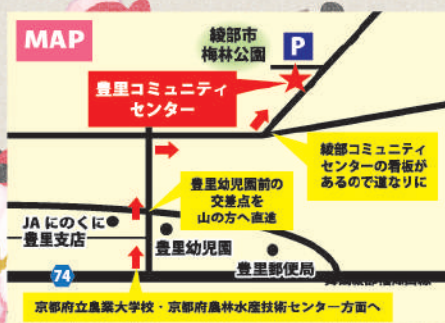 MAP
綾部市
梅林公園
P
豊里コミュニティ
センター
綾部コミュニティ
センターの看板が
あるので道なりに
豊里幼児園前の
交差点を
山の方へ直進
JAにのくに
豊里支店
豊里幼児園
豊里郵便局
74
京都府立農業大学校・京都府農林水産技術センター方面へ